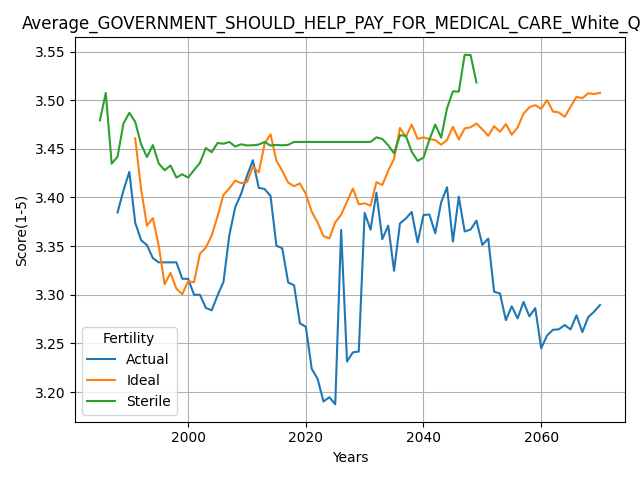 Average_GOVERNMENT_SHOULD_HELP_PAY_FOR_MEDICAL_CARE_White_Q
3.55
3.50
3.45
3.40
3.35
3.30
3.25
3.20
Score(1-5)
Fertility
Actual
Ideal
Sterile
2000 2020 2040 2060
Years